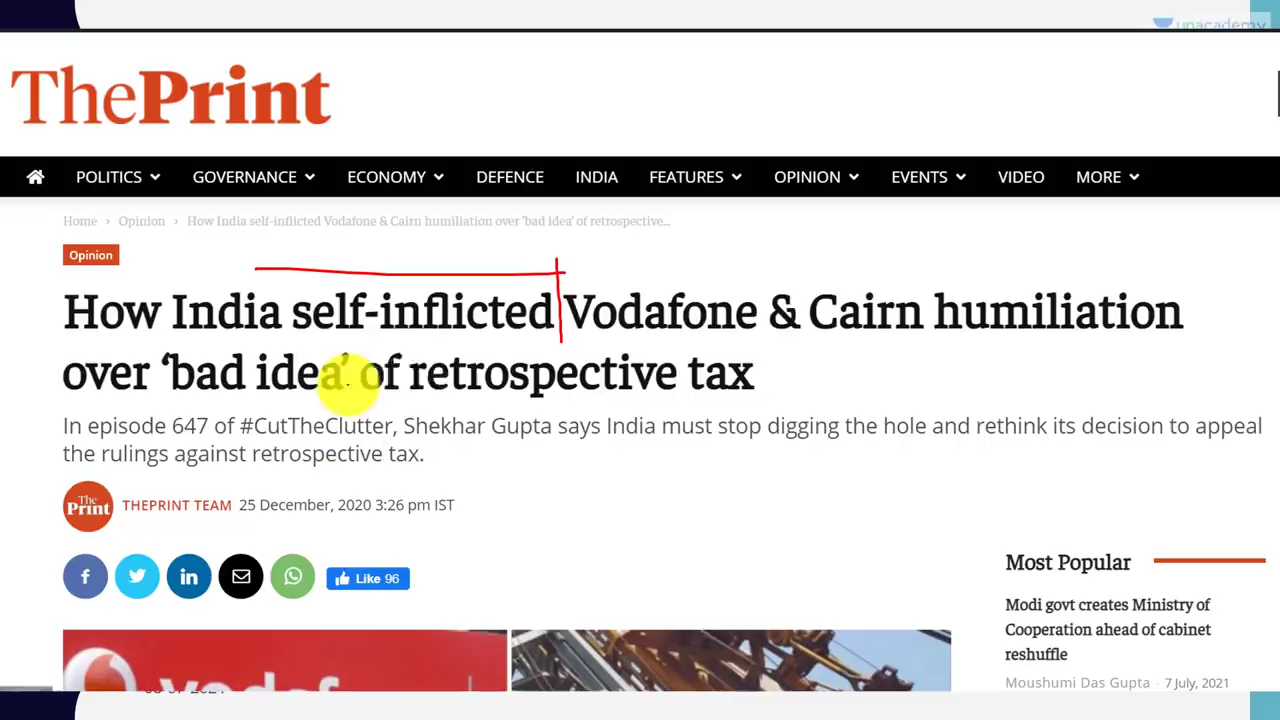 unacademy
ThePrint
POLITICS GOVERNANCE ECONOMY DEFENCE INDIA FEATURES OPINION EVENTS VIDEO MORE
Home › Opinion › How India self-inflicted Vodafone & Cairn humiliation over 'bad idea' of retrospective...
Opinion
How India self-inflicted Vodafone & Cairn humiliation
over ‘bad idea’ of retrospective tax
In episode 647 of #CutTheClutter, Shekhar Gupta says India must stop digging the hole and rethink its decision to appeal
the rulings against retrospective tax.
The Print
THEPRINT TEAM 25 December, 2020 3:26 pm IST
Like 96
Most Popular
Modi govt creates Ministry of
Cooperation ahead of cabinet
reshuffle
Moushumi Das Gupta - 7 July, 2021